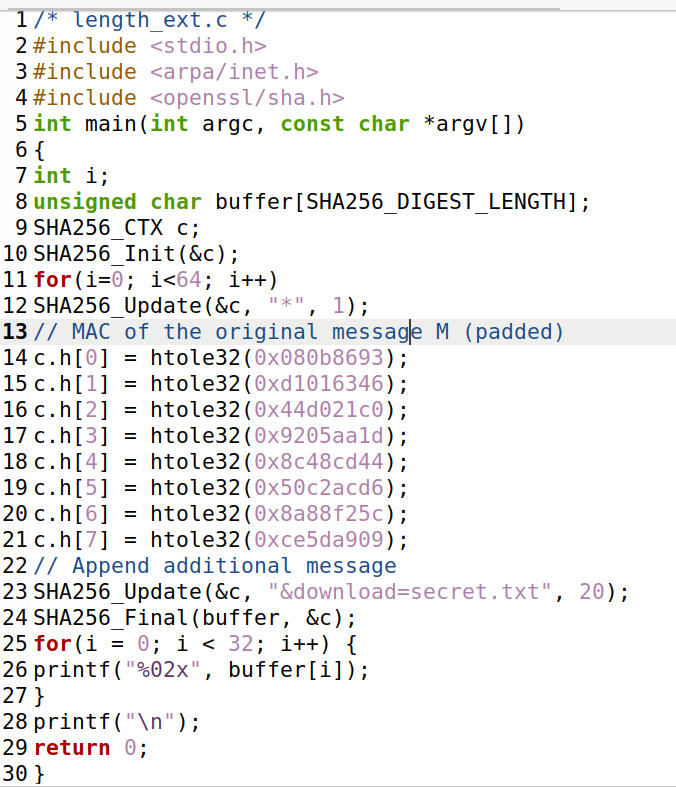 1 /* length_ext.c */
2 #include <stdio.h>
3 #include <arpa/inet.h>
4 #include <openssl/sha.h>
5 int main(int argc, const char *argv[])
6 {
7 int i;
8 unsigned char buffer[SHA256_DIGEST_LENGTH];
9 SHA256_CTX c;
10 SHA256_Init(&c);
11 for(i=0; i<64; i++)
12 SHA256_Update(&c, "*", 1);
13 // MAC of the original message M (padded)
14 c.h[0] = htole32(0x080b8693);
15 c.h[1] = htole32(0xd1016346);
16 c.h[2] = htole32(0x44d021c0);
17 c.h[3] = htole32(0x9205aa1d);
18 c.h[4] = htole32(0x8c48cd44);
19 c.h[5] = htole32(0x50c2acd6);
20 c.h[6] = htole32(0x8a88f25c);
21 c.h[7] = htole32(0xce5da909);
22 // Append additional message
23 SHA256_Update(&c, "&download=secret.txt", 20);
24 SHA256_Final(buffer, &c);
25 for(i = 0; i < 32; i++) {
26 printf("%02x", buffer[i]);
27 }
28 printf("\n");
29 return 0;
30 }